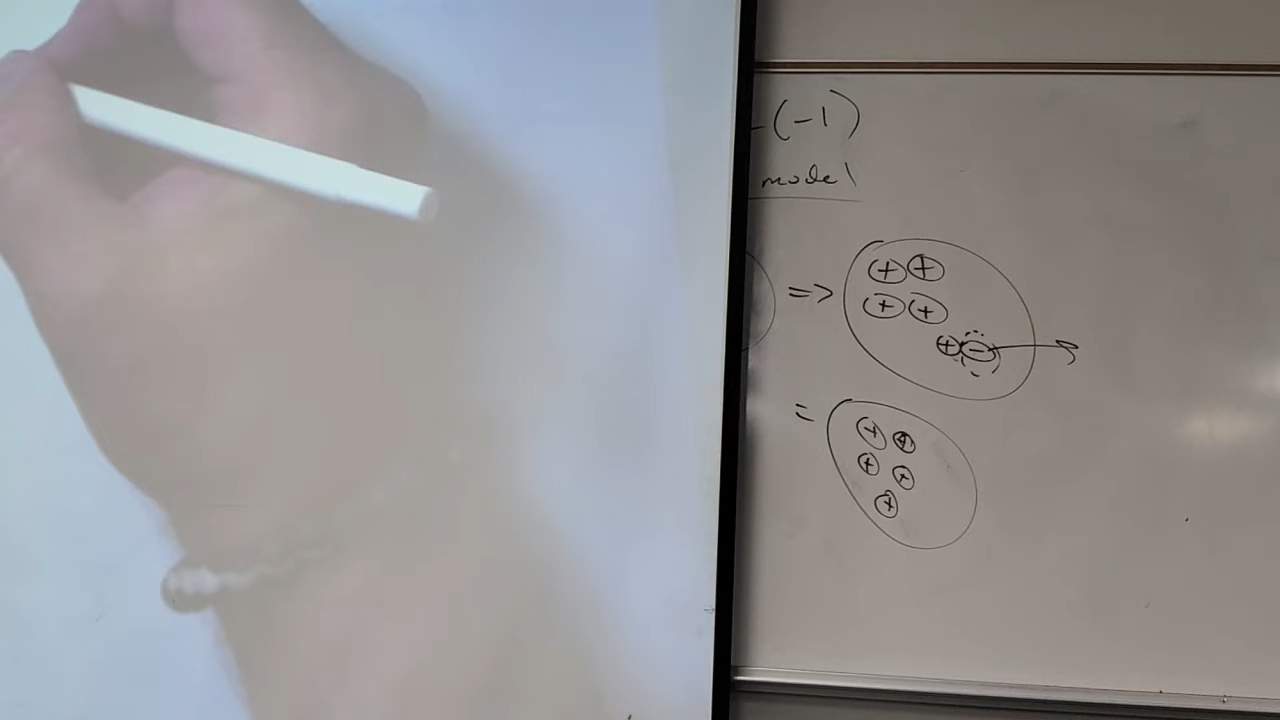 -(-1)
model
=> + + + + + -
= + + + + +